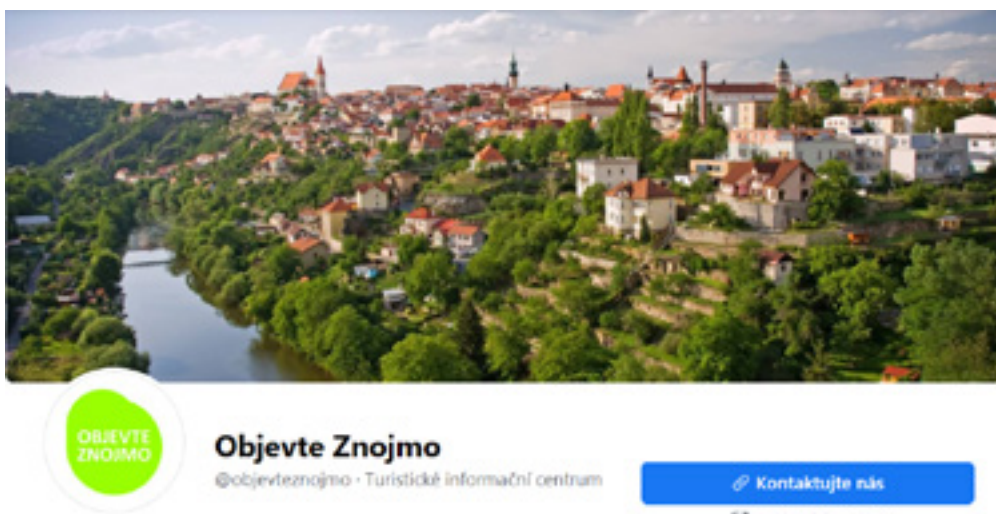 OBJEVTE
ZNOJMO
Objevte Znojmo
@objevteznojmo · Turistické informační centrum
Kontaktujte nás